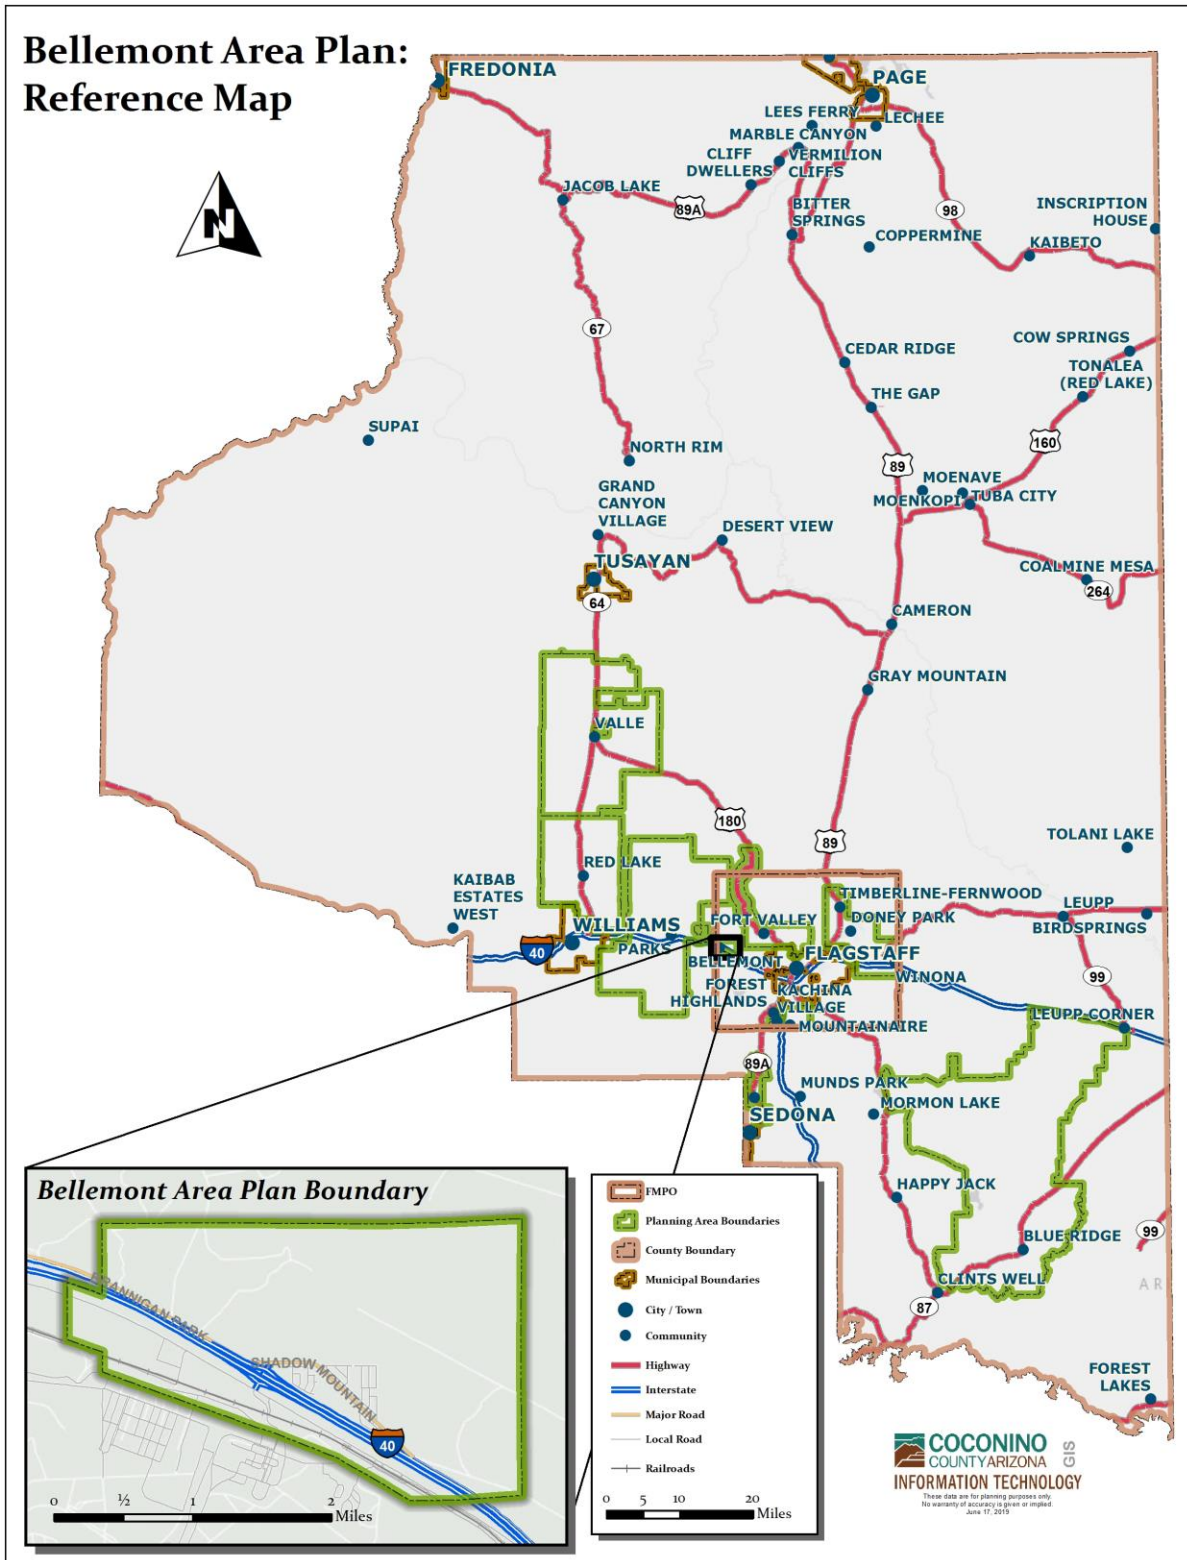 Bellemont Area Plan:
Reference Map
N
FREDONIA
PAGE
LEES FERRY
LECHEE
MARBLE CANYON
CLIFF
DWELLERS
VERMILION
CLIFFS
JACOB LAKE
89A
BITTER
SPRINGS
98
INSCRIPTION
HOUSE
COPPERMINE
KAIBETO
67
CEDAR RIDGE
COW SPRINGS
TONALEA
(RED LAKE)
THE GAP
SUPAI
160
NORTH RIM
89
MOENAVE
GRAND
CANYON
VILLAGE
MOENKOPI
TUBA CITY
DESERT VIEW
TUSAYAN
COALMINE MESA
264
64
CAMERON
GRAY MOUNTAIN
VALLE
180
89
TOLANI LAKE
RED LAKE
KAIBAB
ESTATES
WEST
TIMBERLINE-FERNWOOD
LEUPP
WILLIAMS
FORT VALLEY
DONEY PARK
BIRDSPRINGS
40
PARKS
BELLEMONT
FLAGSTAFF
WINONA
99
FOREST
HIGHLANDS
KACHINA
VILLAGE
LEUPP CORNER
MOUNTAINAIRE
89A
MUNDS PARK
MORMON LAKE
SEDONA
HAPPY JACK
BLUE RIDGE
99
AR
CLINTS WELL
87
FOREST
LAKES
Bellemont Area Plan Boundary
BRANNIGAN PARK
SHADOW MOUNTAIN
40
0 ½ 1 2
Miles
FMPO
Planning Area Boundaries
County Boundary
Municipal Boundaries
City / Town
Community
Highway
Interstate
Major Road
Local Road
Railroads
0 5 10 20
Miles
COCONINO
COUNTY ARIZONA
GIS
INFORMATION TECHNOLOGY
These data are for planning purposes only.
No warranty of accuracy is given or implied.
June 17, 2019